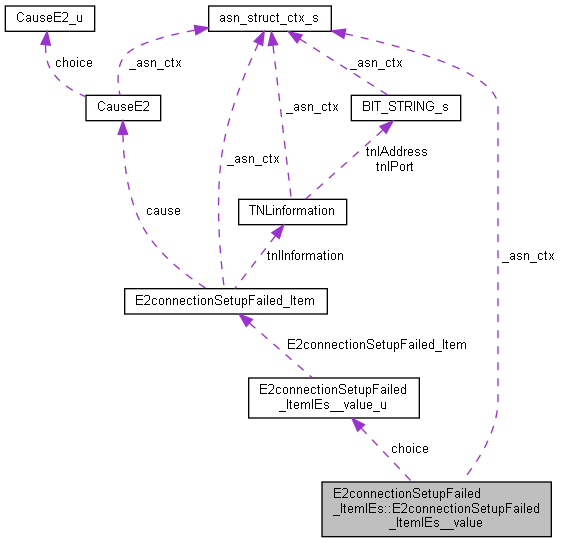 CauseE2_u
asn_struct_ctx_s
choice
_asn_ctx
_asn_ctx
CauseE2
BIT_STRING_s
_asn_ctx
tnlAddress
tnlPort
_asn_ctx
cause
TNLinformation
tnlInformation
_asn_ctx
E2connectionSetupFailed_Item
E2connectionSetupFailed_Item
E2connectionSetupFailed
_ItemIEs__value_u
choice
E2connectionSetupFailed
_ItemIEs::E2connectionSetupFailed
_ItemIEs__value